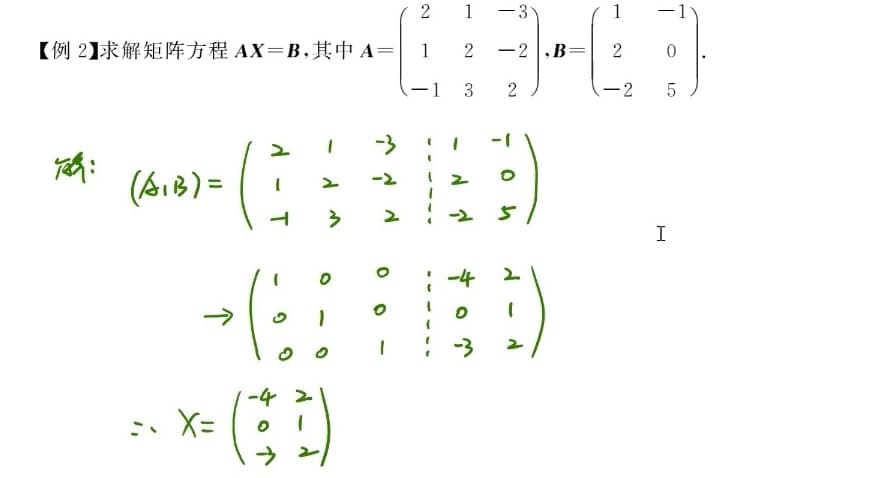 【例 2】求解矩阵方程 AX=B,其中 A=(2 1 -3; 1 2 -2; -1 3 2),B=(1 -1; 2 0; -2 5).
解: (A,B)=
(2 1 -3 ┆ 1 -1
1 2 -2 ┆ 2 0
-1 3 2 ┆ -2 5)
→
(1 0 0 ┆ -4 2
0 1 0 ┆ 0 1
0 0 1 ┆ -3 2)
∴ X=
(-4 2
0 1
-3 2)